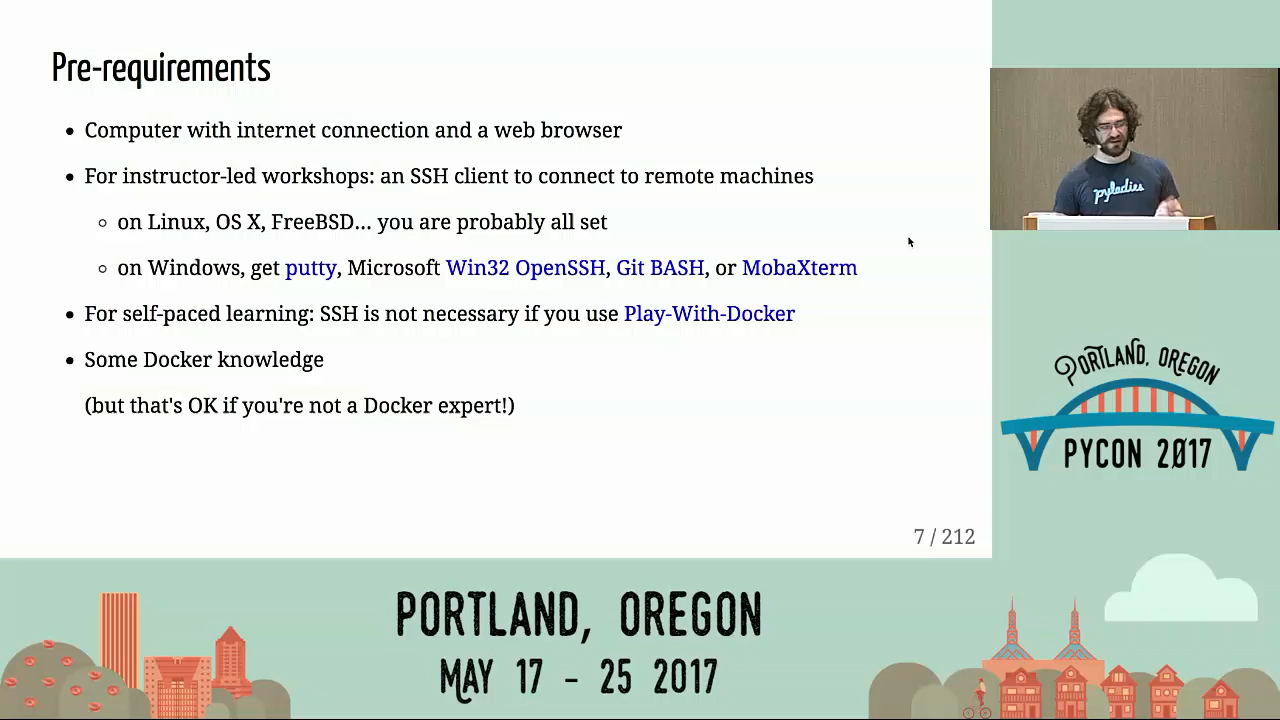 Pre-requirements
• Computer with internet connection and a web browser
• For instructor-led workshops: an SSH client to connect to remote machines
◦ on Linux, OS X, FreeBSD... you are probably all set
◦ on Windows, get putty, Microsoft Win32 OpenSSH, Git BASH, or MobaXterm
• For self-paced learning: SSH is not necessary if you use Play-With-Docker
• Some Docker knowledge
(but that's OK if you're not a Docker expert!)
7 / 212
pyladies
PORTLAND, OREGON
PYCON 2017
PORTLAND, OREGON
MAY 17 - 25 2017